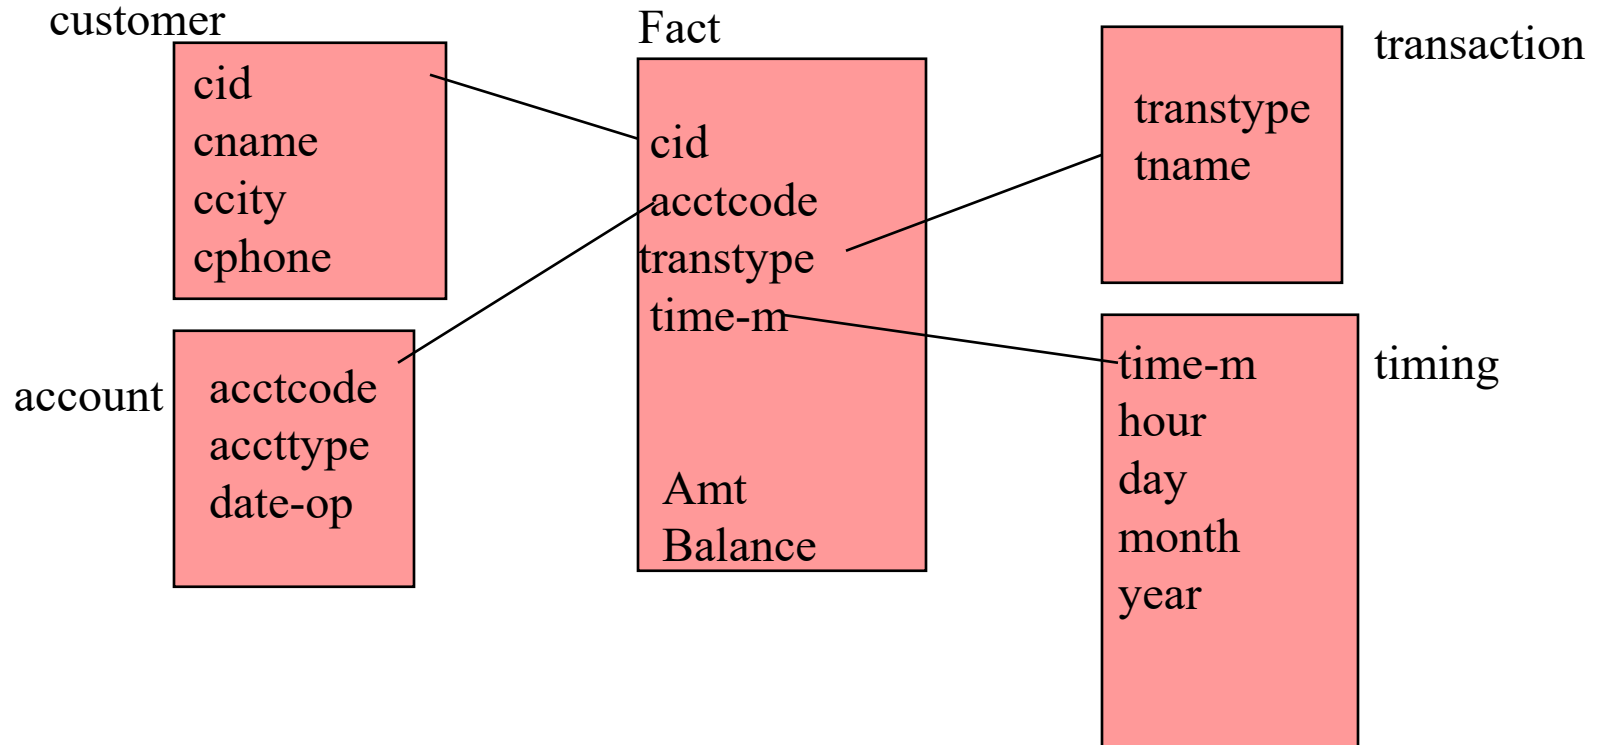 customer
cid
cname
ccity
cphone
account
acctcode
accttype
date-op
Fact
cid
acctcode
transtype
time-m
Amt
Balance
transaction
transtype
tname
timing
time-m
hour
day
month
year